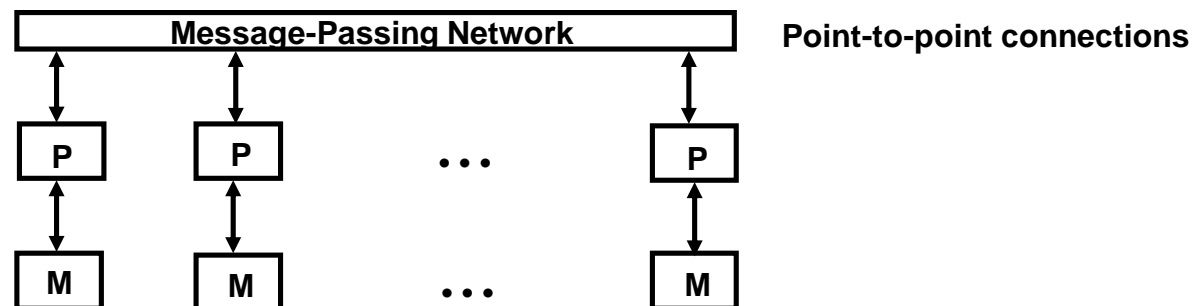 Message-Passing Network Point-to-point connections
P P ... P
M M ... M